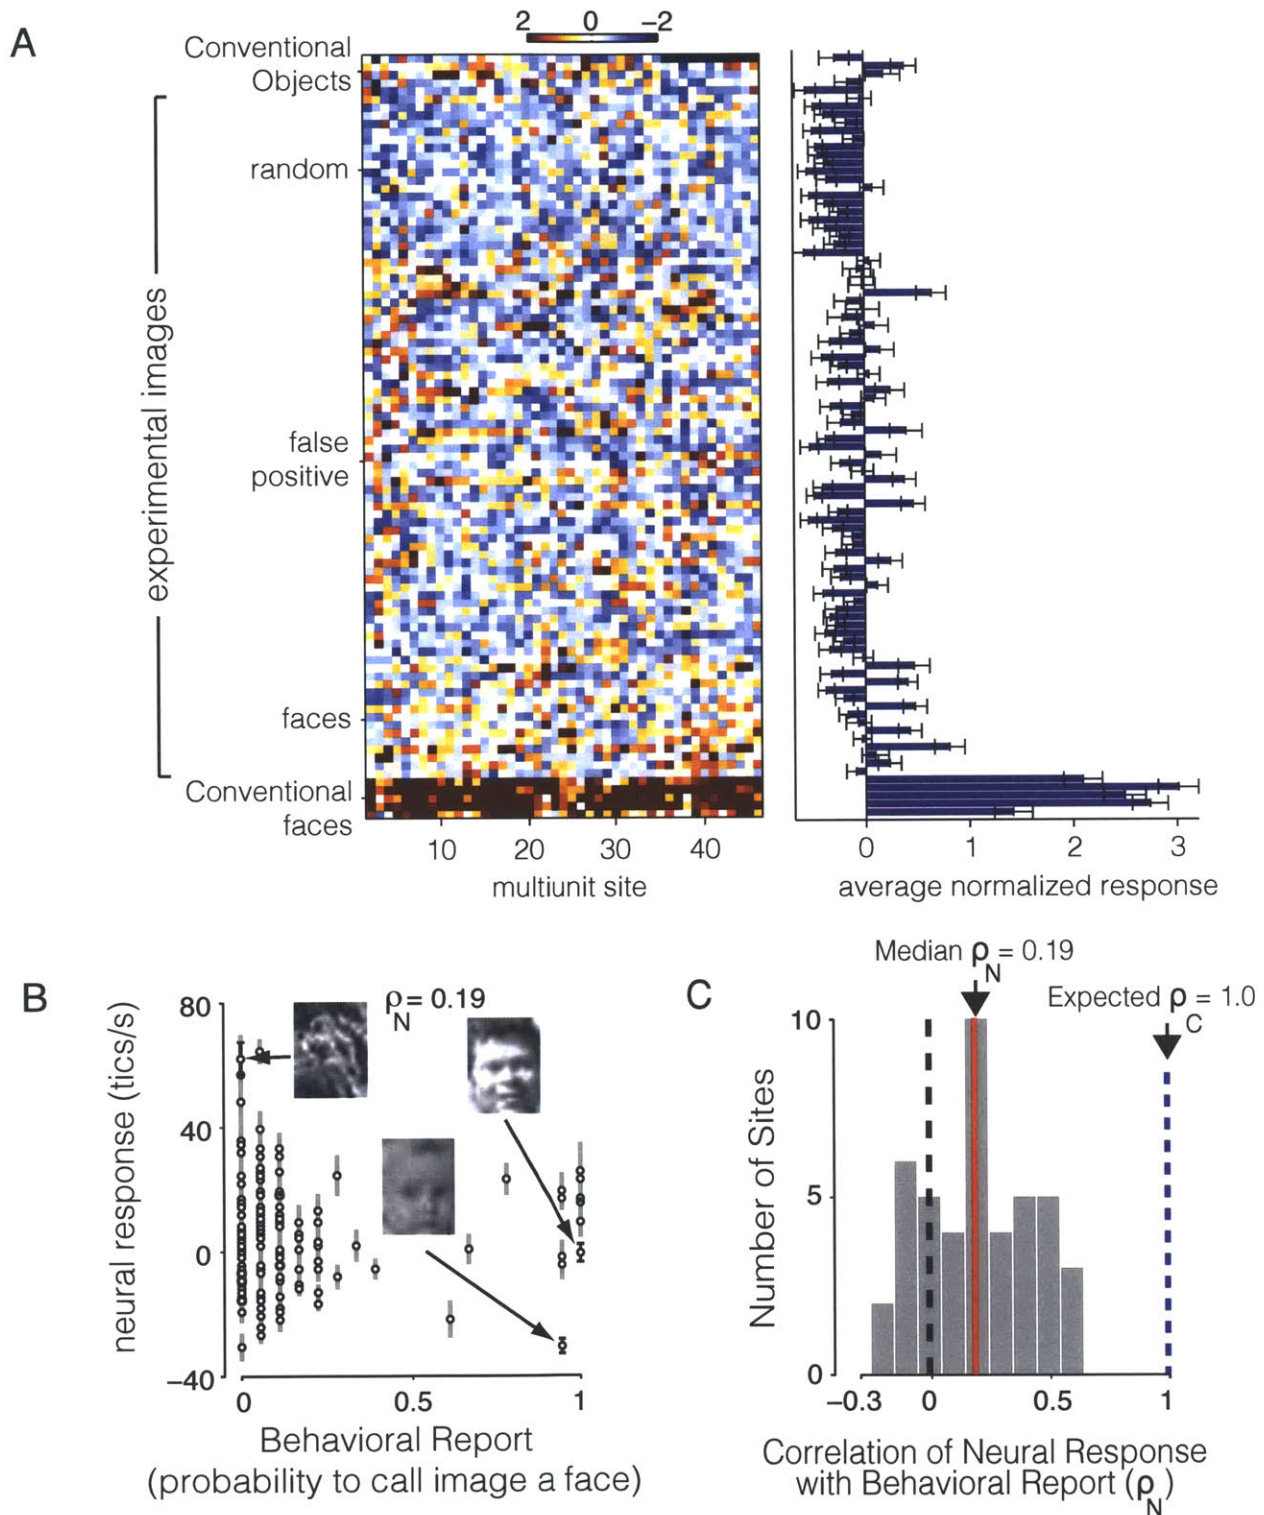 A
2 0 −2
Conventional
Objects
random
experimental images
false
positive
faces
Conventional
faces
10 20 30 40
multiunit site
0 1 2 3
average normalized response
B
ρN = 0.19
80
40
0
−40
neural response (tics/s)
0 0.5 1
Behavioral Report
(probability to call image a face)
C
Median ρN = 0.19
Expected ρC = 1.0
10
5
0
Number of Sites
−0.3 0 0.5 1
Correlation of Neural Response
with Behavioral Report (ρN)